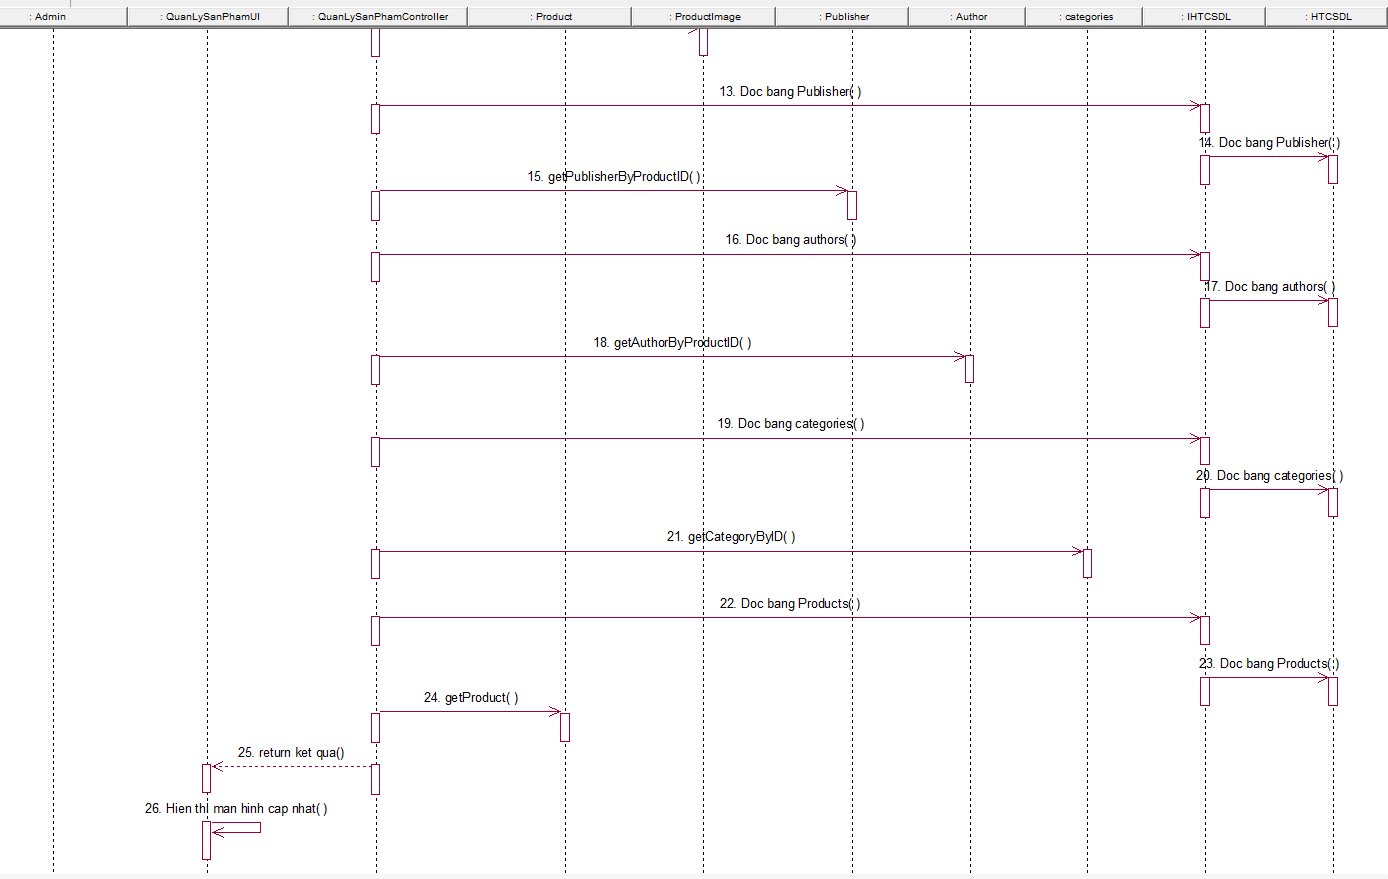 : Admin
: QuanLySanPhamUI
: QuanLySanPhamController
: Product
: ProductImage
: Publisher
: Author
: categories
: IHTCSDL
: HTCSDL
13. Doc bang Publisher( )
14. Doc bang Publisher( )
15. getPublisherByProductID( )
16. Doc bang authors( )
17. Doc bang authors( )
18. getAuthorByProductID( )
19. Doc bang categories( )
20. Doc bang categories( )
21. getCategoryByID( )
22. Doc bang Products( )
23. Doc bang Products( )
24. getProduct( )
25. return ket qua()
26. Hien thi man hinh cap nhat( )